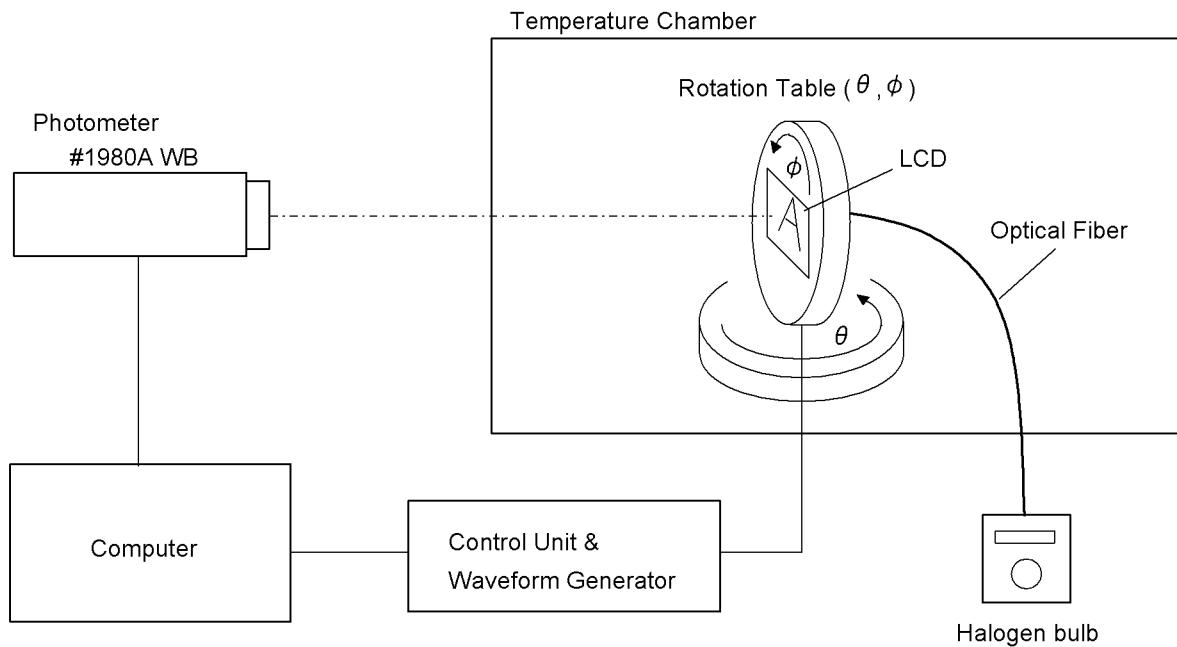 Temperature Chamber
Rotation Table ( θ , ϕ )
Photometer
#1980A WB
ϕ
LCD
A
Optical Fiber
θ
Computer
Control Unit &
Waveform Generator
Halogen bulb